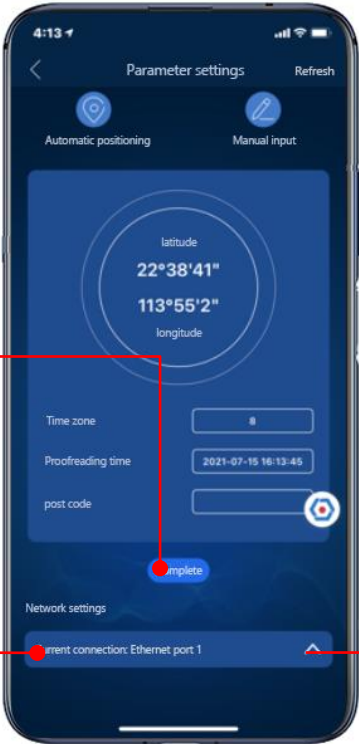 4:13
Parameter settings
Refresh
Automatic positioning
Manual input
latitude
22°38'41"
113°55'2"
longitude
Time zone
8
Proofreading time
2021-07-15 16:13:45
post code
mplete
Network settings
rrent connection: Ethernet port 1